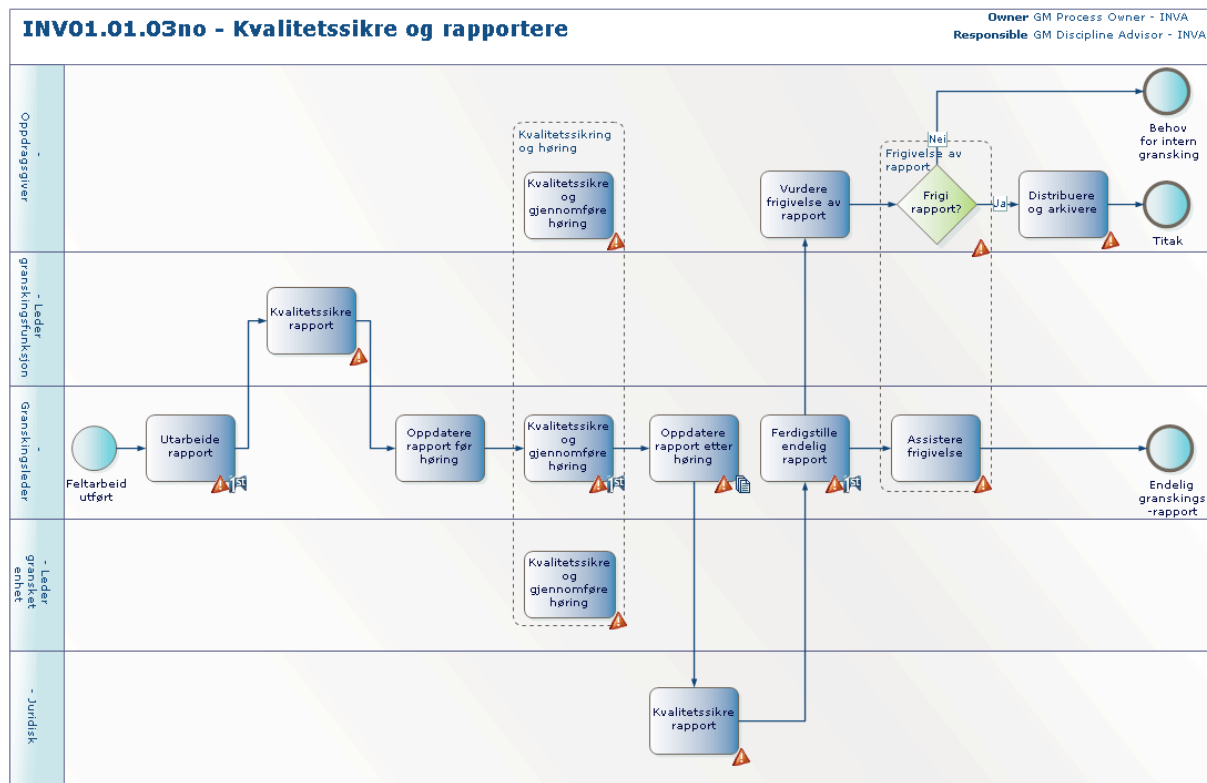 INV01.01.03no - Kvalitetssikre og rapportere
Owner GM Process Owner - INVA
Responsible GM Discipline Advisor - INVA
-
Oppdragsgiver
Kvalitetssikring
og høring
Kvalitetssikre
og
gjennomføre
høring
Vurdere
frigivelse av
rapport
Frigivelse av
rapport
Nei
Frigi
rapport?
Ja
Distribuere
og arkivere
Behov
for intern
gransking
Titak
- Leder
granskingsfunksjon
Kvalitetssikre
rapport
-
Granskingsleder
Feltarbeid
utført
Utarbeide
rapport
1st
Oppdatere
rapport før
høring
Kvalitetssikre
og
gjennomføre
høring
1st
Oppdatere
rapport etter
høring
Ferdigstille
endelig
rapport
1st
Assistere
frigivelse
Endelig
granskings
-rapport
- Leder
gransket
enhet
Kvalitetssikre
og
gjennomføre
høring
- Juridisk
Kvalitetssikre
rapport